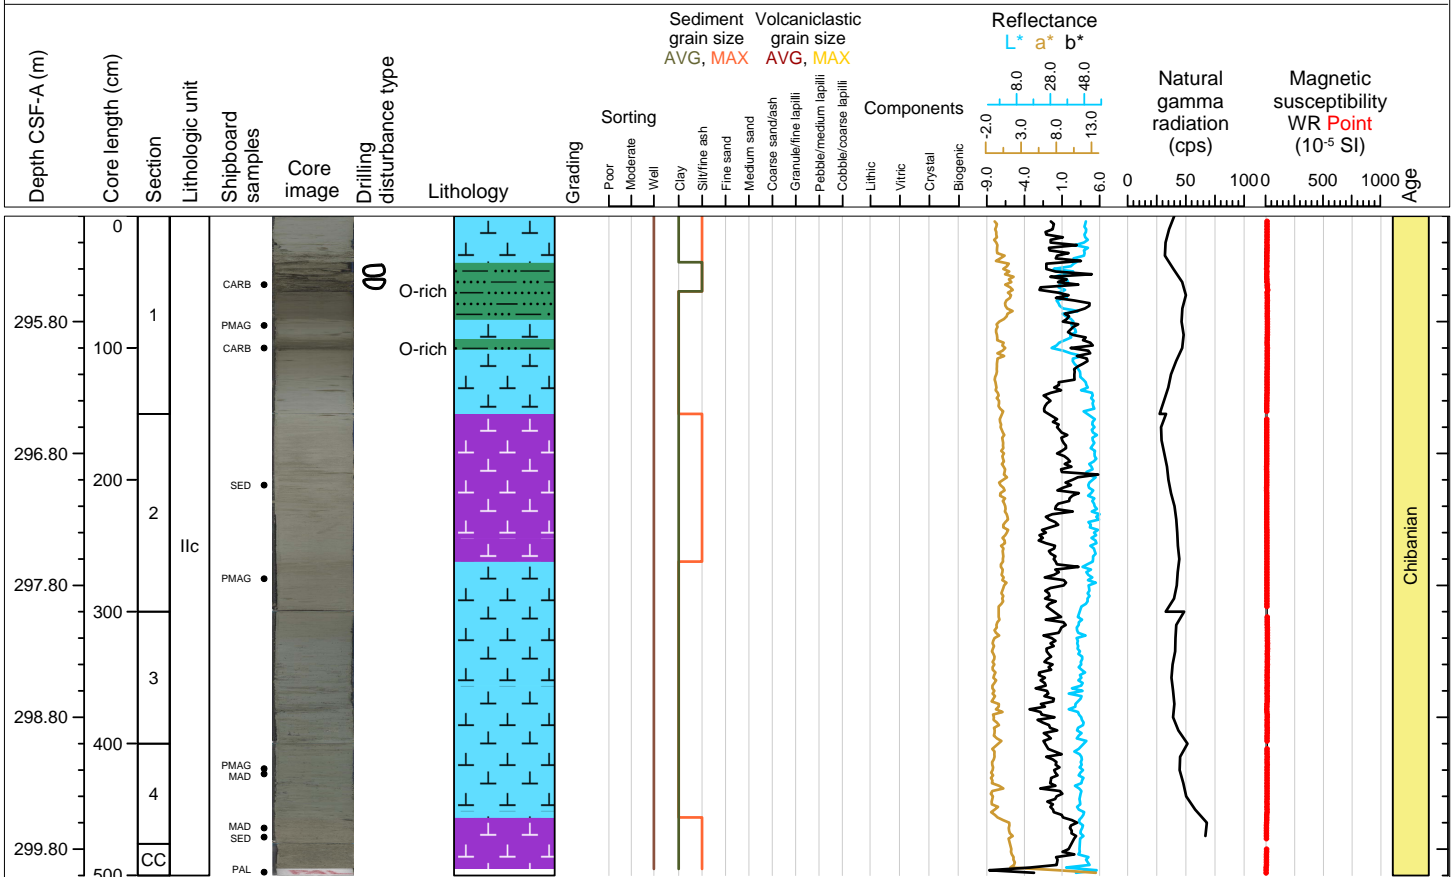 Depth CSF-A (m)
Core length (cm)
Section
Lithologic unit
Shipboard
samples
Core
image
Drilling
disturbance type
Lithology
Grading
Sorting
Poor
Moderate
Well
Sediment
grain size
AVG, MAX
Volcaniclastic
grain size
AVG, MAX
Clay
Silt/fine ash
Fine sand
Medium sand
Coarse sand/ash
Granule/fine lapilli
Pebble/medium lapilli
Cobble/coarse lapilli
Components
Lithic
Vitric
Crystal
Biogenic
Reflectance
L* a* b*
8.0 28.0 48.0
-2.0 3.0 8.0 13.0
-9.0 -4.0 1.0 6.0
Natural
gamma
radiation
(cps)
0 50 100
Magnetic
susceptibility
WR Point
(10-5 SI)
0 500 1000
Age
0
CARB
O-rich
1
295.80
PMAG
100
CARB
O-rich
296.80
200
SED
2
IIc
Chibanian
PMAG
297.80
300
3
298.80
400
PMAG
MAD
4
MAD
SED
299.80
CC
PAL
PAL
500